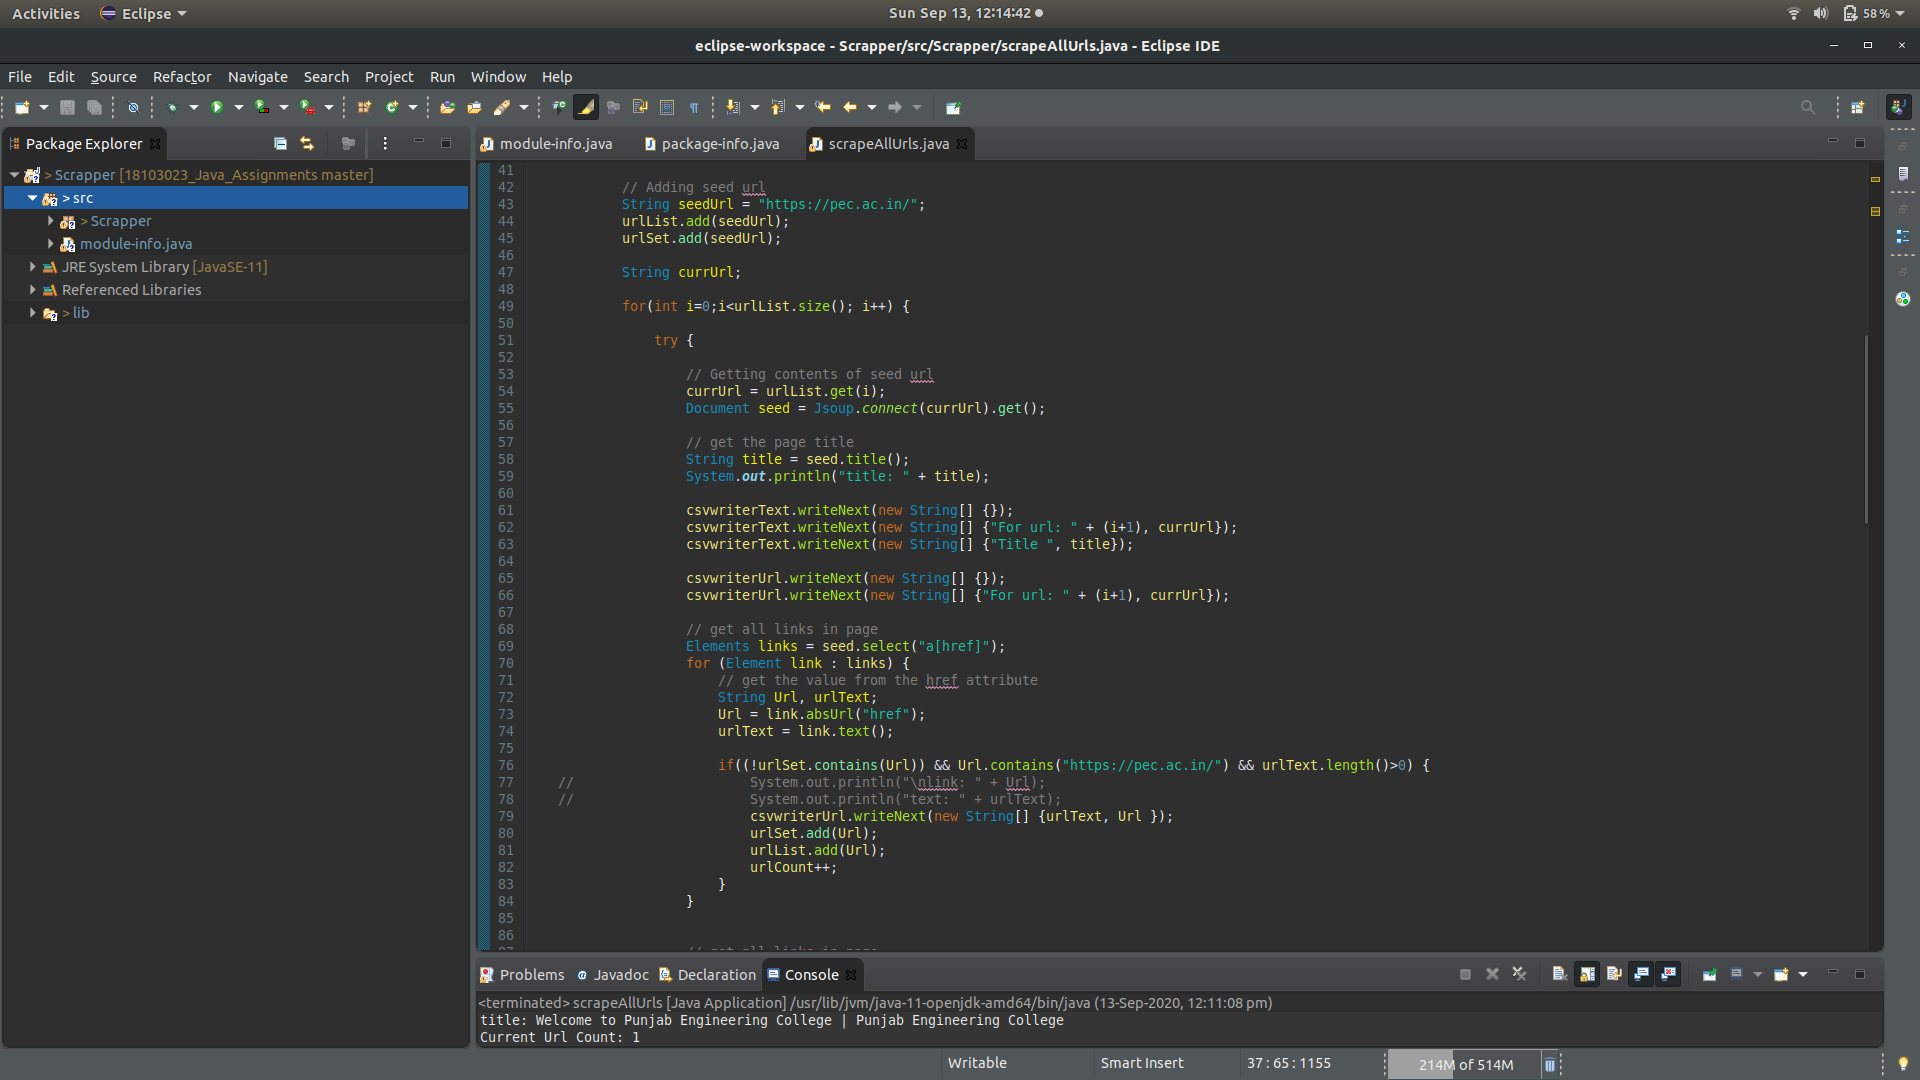 Activities Eclipse Sun Sep 13, 12:14:42 58%
eclipse-workspace - Scrapper/src/Scrapper/scrapeAllUrls.java - Eclipse IDE
File Edit Source Refactor Navigate Search Project Run Window Help
Package Explorer
> Scrapper [18103023_Java_Assignments master]
> src
> Scrapper
module-info.java
JRE System Library [JavaSE-11]
Referenced Libraries
> lib
module-info.java package-info.java scrapeAllUrls.java
41
42 // Adding seed url
43 String seedUrl = "https://pec.ac.in/";
44 urlList.add(seedUrl);
45 urlSet.add(seedUrl);
46
47 String currUrl;
48
49 for(int i=0;i<urlList.size(); i++) {
50
51 try {
52
53 // Getting contents of seed url
54 currUrl = urlList.get(i);
55 Document seed = Jsoup.connect(currUrl).get();
56
57 // get the page title
58 String title = seed.title();
59 System.out.println("title: " + title);
60
61 csvwriterText.writeNext(new String[] {});
62 csvwriterText.writeNext(new String[] {"For url: " + (i+1), currUrl});
63 csvwriterText.writeNext(new String[] {"Title ", title});
64
65 csvwriterUrl.writeNext(new String[] {});
66 csvwriterUrl.writeNext(new String[] {"For url: " + (i+1), currUrl});
67
68 // get all links in page
69 Elements links = seed.select("a[href]");
70 for (Element link : links) {
71 // get the value from the href attribute
72 String Url, urlText;
73 Url = link.absUrl("href");
74 urlText = link.text();
75
76 if((!urlSet.contains(Url)) && Url.contains("https://pec.ac.in/") && urlText.length()>0) {
77 // System.out.println("\nlink: " + Url);
78 // System.out.println("text: " + urlText);
79 csvwriterUrl.writeNext(new String[] {urlText, Url });
80 urlSet.add(Url);
81 urlList.add(Url);
82 urlCount++;
83 }
84 }
85
86
87 // get all links in page
Problems Javadoc Declaration Console
<terminated> scrapeAllUrls [Java Application] /usr/lib/jvm/java-11-openjdk-amd64/bin/java (13-Sep-2020, 12:11:08 pm)
title: Welcome to Punjab Engineering College | Punjab Engineering College
Current Url Count: 1
Writable Smart Insert 37 : 65 : 1155 214M of 514M